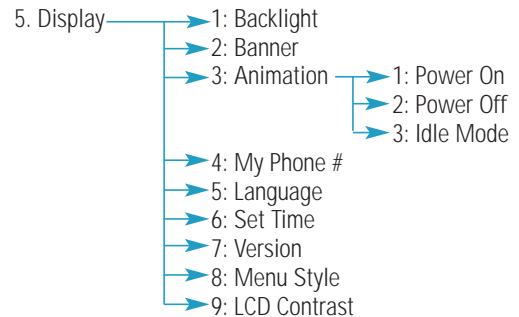 5. Display
1: Backlight
2: Banner
3: Animation
1: Power On
2: Power Off
3: Idle Mode
4: My Phone #
5: Language
6: Set Time
7: Version
8: Menu Style
9: LCD Contrast